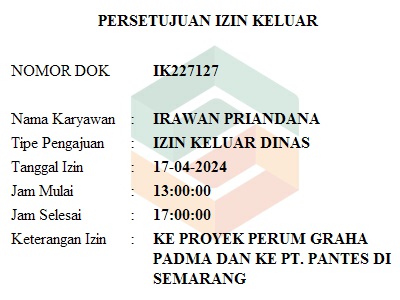 PERSETUJUAN IZIN KELUAR
NOMOR DOK IK227127
Nama Karyawan : IRAWAN PRIANDANA
Tipe Pengajuan : IZIN KELUAR DINAS
Tanggal Izin : 17-04-2024
Jam Mulai : 13:00:00
Jam Selesai : 17:00:00
Keterangan Izin : KE PROYEK PERUM GRAHA
PADMA DAN KE PT. PANTES DI
SEMARANG